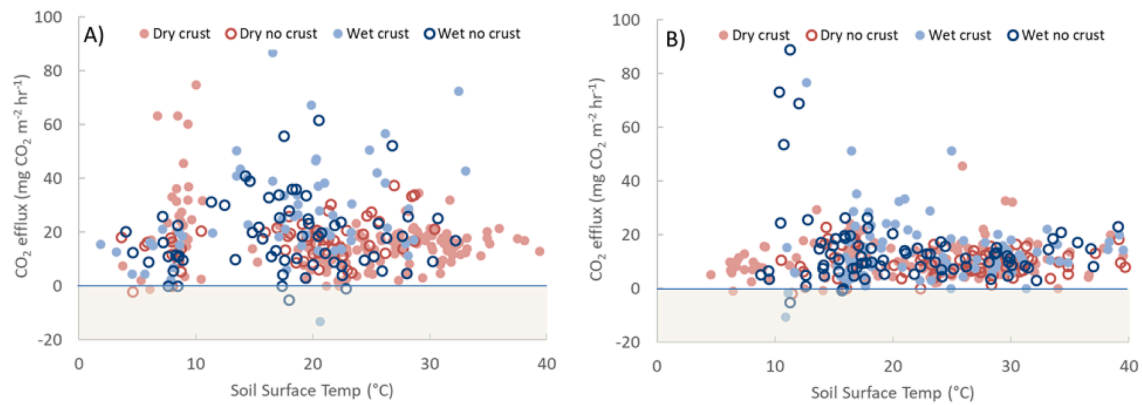 A)
Dry crust Dry no crust Wet crust Wet no crust
100
80
60
40
20
0
-20
CO₂ efflux (mg CO₂ m⁻² hr⁻¹)
0 10 20 30 40
Soil Surface Temp (°C)
B)
Dry crust Dry no crust Wet crust Wet no crust
100
80
60
40
20
0
-20
CO₂ efflux (mg CO₂ m⁻² hr⁻¹)
0 10 20 30 40
Soil Surface Temp (°C)